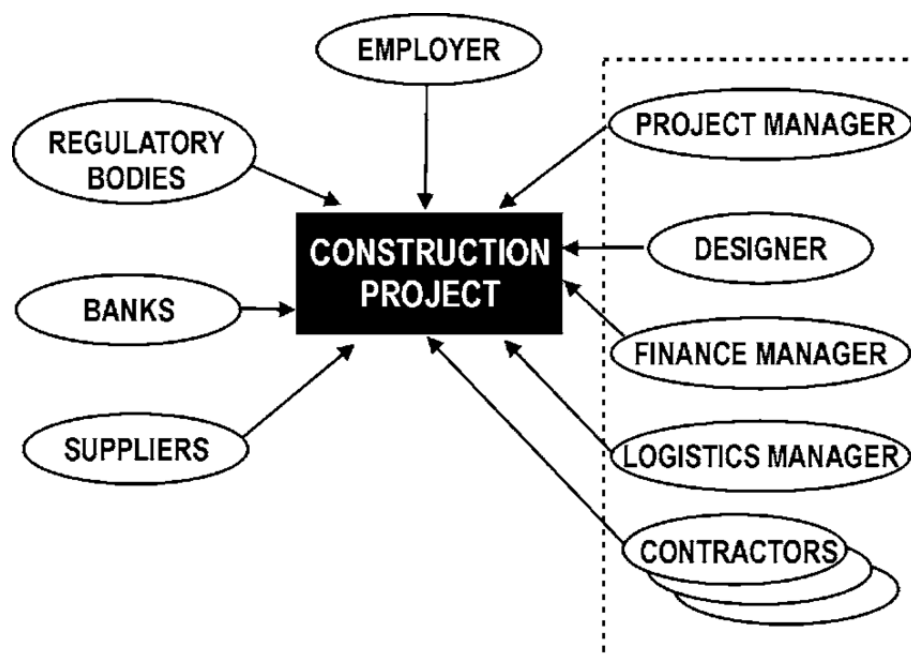 EMPLOYER
REGULATORY
BODIES
PROJECT MANAGER
CONSTRUCTION
PROJECT
DESIGNER
BANKS
FINANCE MANAGER
SUPPLIERS
LOGISTICS MANAGER
CONTRACTORS